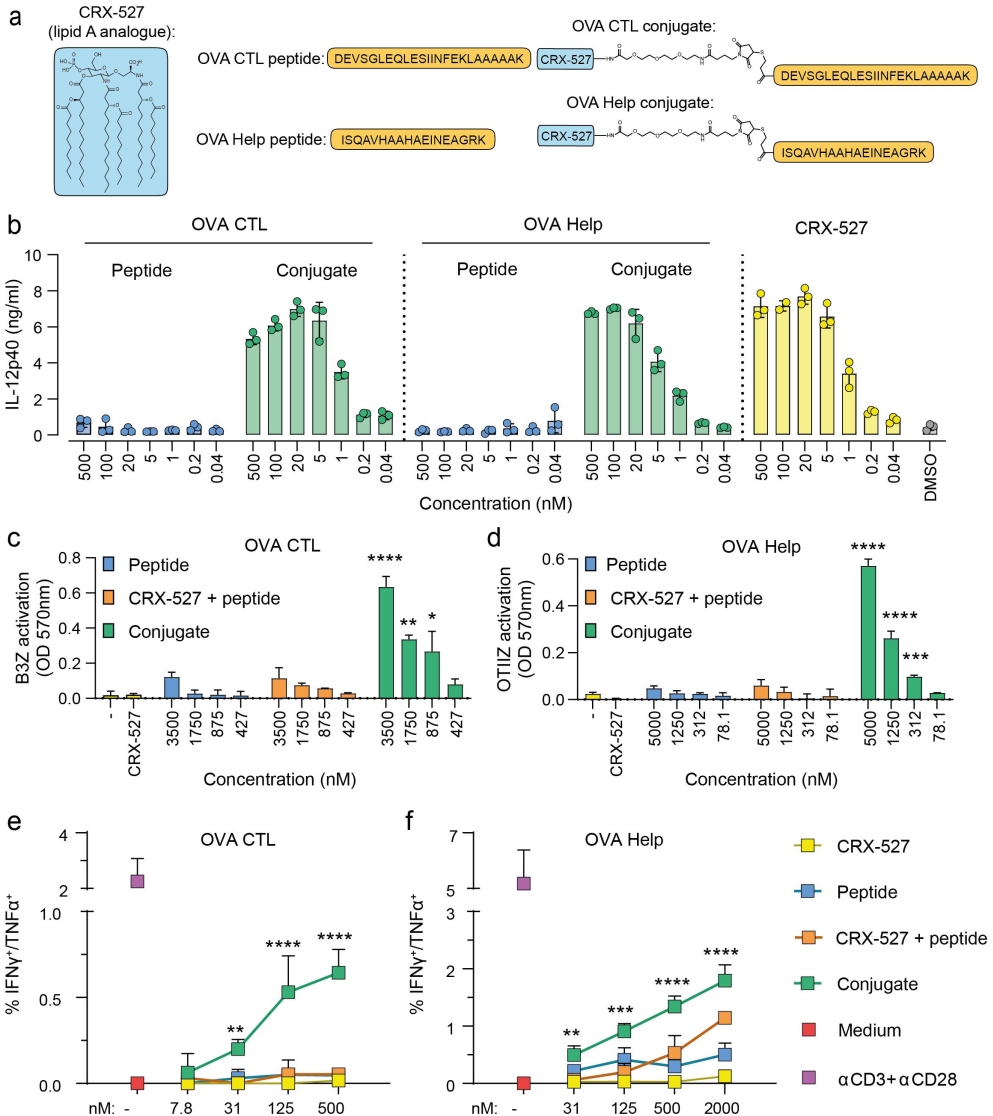 a
CRX-527
(lipid A analogue):
OVA CTL peptide:
DEVSGLEQLESIINFEKLAAAAAK
OVA Help peptide:
ISQAVHAAHAEINEAGRK
OVA CTL conjugate:
CRX-527
DEVSGLEQLESIINFEKLAAAAAK
OVA Help conjugate:
CRX-527
ISQAVHAAHAEINEAGRK
b
OVA CTL
OVA Help
CRX-527
Peptide
Conjugate
Peptide
Conjugate
IL-12p40 (ng/ml)
10
8
6
4
2
0
500 100 20 5 1 0.2 0.04 500 100 20 5 1 0.2 0.04 500 100 20 5 1 0.2 0.04 500 100 20 5 1 0.2 0.04 500 100 20 5 1 0.2 0.04 DMSO
Concentration (nM)
c
OVA CTL
Peptide
CRX-527 + peptide
Conjugate
B3Z activation
(OD 570nm)
0.8
0.6
0.4
0.2
0.0
**** ** *
- CRX-527 3500 1750 875 427 3500 1750 875 427 3500 1750 875 427
Concentration (nM)
d
OVA Help
Peptide
CRX-527 + peptide
Conjugate
OTIIZ activation
(OD 570nm)
0.6
0.4
0.2
0.0
**** **** ***
- CRX-527 5000 1250 312 78.1 5000 1250 312 78.1 5000 1250 312 78.1
Concentration (nM)
e
OVA CTL
% IFNγ+/TNFα+
4
2
1.0
0.5
0.0
** **** ****
nM: - 7.8 31 125 500
f
OVA Help
% IFNγ+/TNFα+
7
5
3
2
1
0
** *** **** ****
nM: - 31 125 500 2000
CRX-527
Peptide
CRX-527 + peptide
Conjugate
Medium
αCD3+αCD28